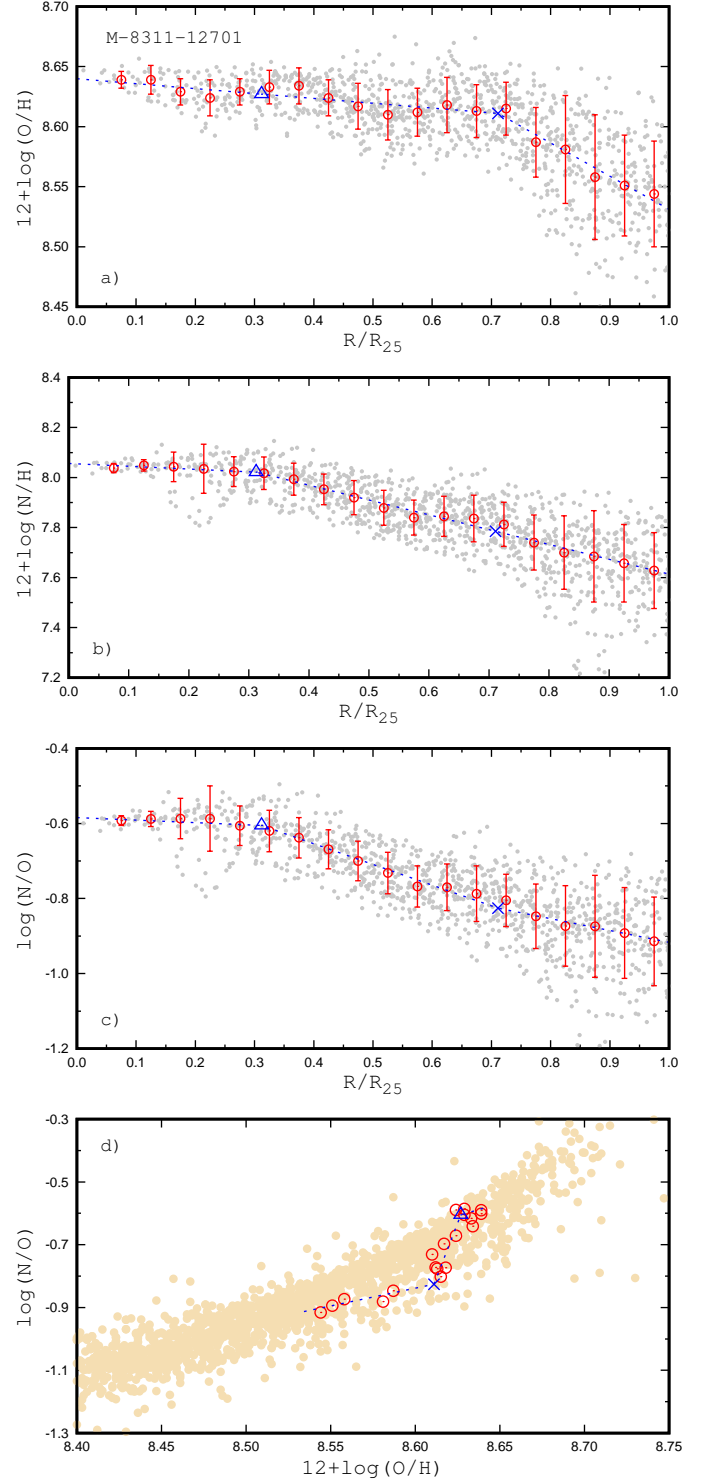 8.70
M-8311-12701
8.65
8.60
8.55
8.50
8.45
12+log(O/H)
a)
0.0 0.1 0.2 0.3 0.4 0.5 0.6 0.7 0.8 0.9 1.0
R/R25
8.4
8.2
8.0
7.8
7.6
7.4
7.2
12+log(N/H)
b)
0.0 0.1 0.2 0.3 0.4 0.5 0.6 0.7 0.8 0.9 1.0
R/R25
-0.4
-0.6
-0.8
-1.0
-1.2
log(N/O)
c)
0.0 0.1 0.2 0.3 0.4 0.5 0.6 0.7 0.8 0.9 1.0
R/R25
-0.3
d)
-0.5
-0.7
-0.9
-1.1
-1.3
log(N/O)
8.40 8.45 8.50 8.55 8.60 8.65 8.70 8.75
12+log(O/H)